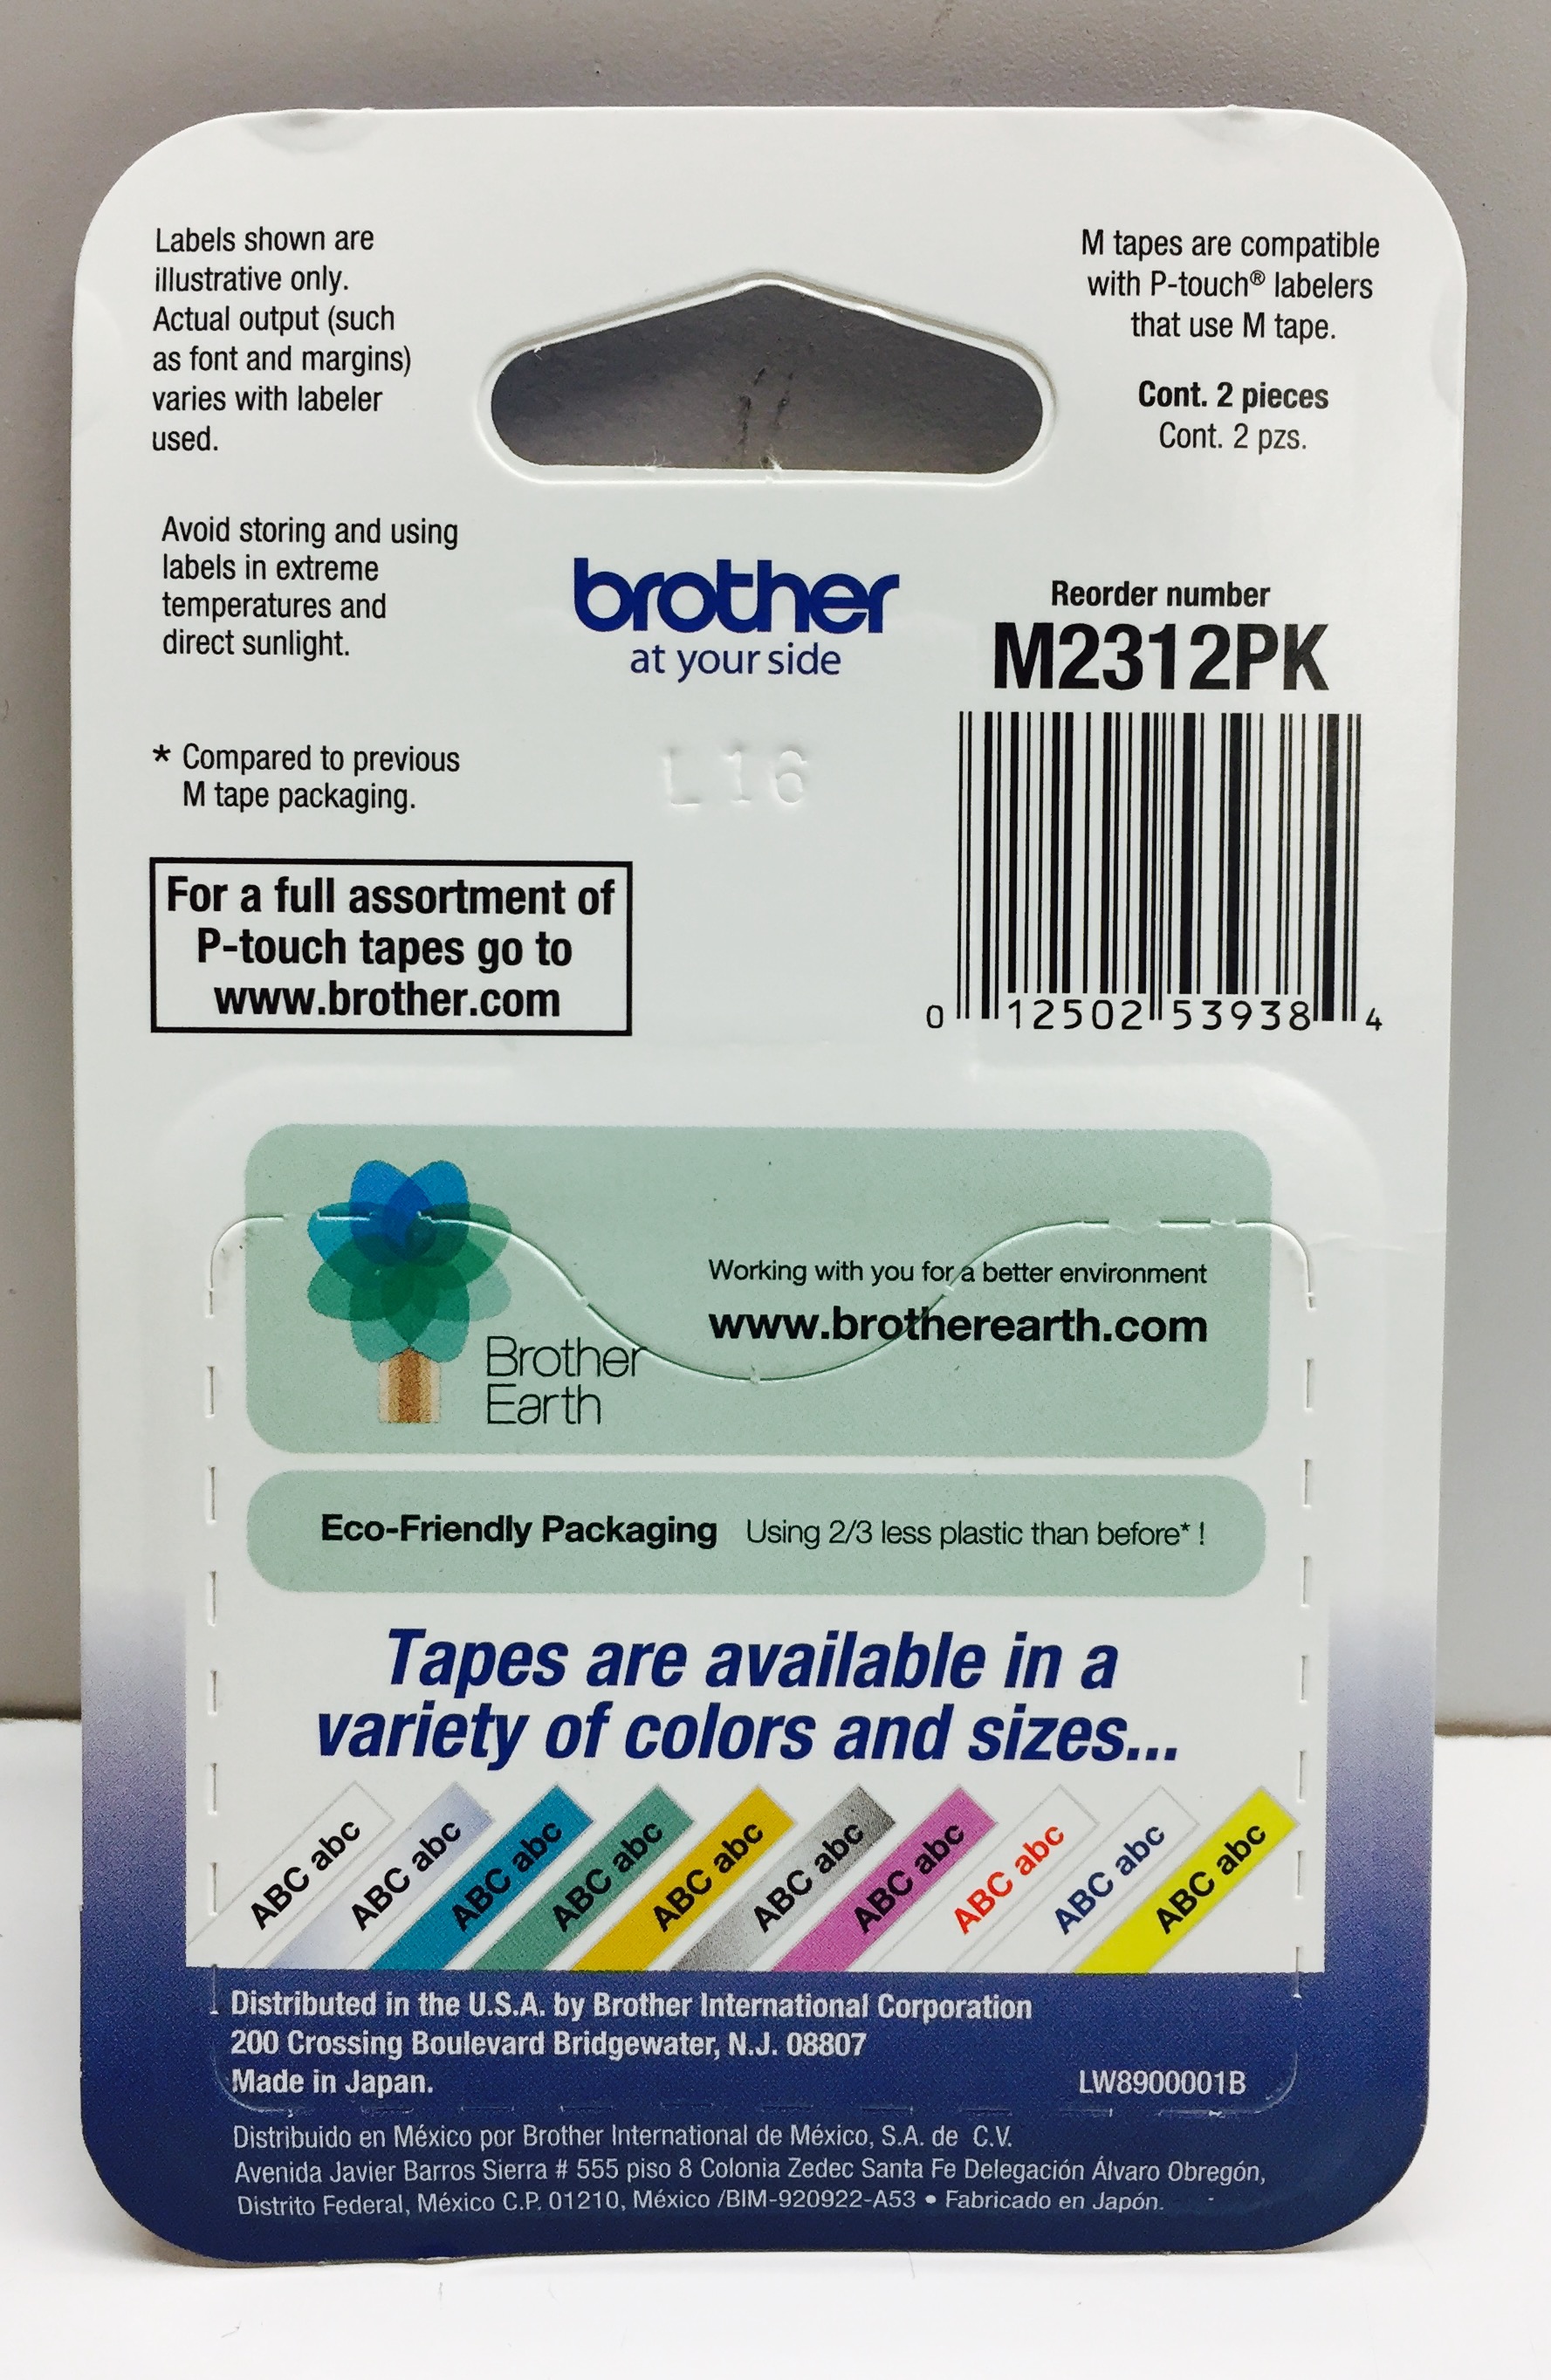 Labels shown are
illustrative only.
Actual output (such
as font and margins)
varies with labeler
used.
M tapes are compatible
with P-touch® labelers
that use M tape.
Cont. 2 pieces
Cont. 2 pzs.
Avoid storing and using
labels in extreme
temperatures and
direct sunlight.
brother
at your side
Reorder number
M2312PK
* Compared to previous
M tape packaging.
L 16
For a full assortment of
P-touch tapes go to
www.brother.com
0 12502 53938 4
Working with you for a better environment
www.brotherearth.com
Brother
Earth
Eco-Friendly Packaging Using 2/3 less plastic than before* !
Tapes are available in a
variety of colors and sizes...
ABC abc ABC abc ABC abc ABC abc ABC abc ABC abc ABC abc ABC abc ABC abc ABC abc
Distributed in the U.S.A. by Brother International Corporation
200 Crossing Boulevard Bridgewater, N.J. 08807
Made in Japan. LW8900001B
Distribuido en México por Brother International de México, S.A. de C.V.
Avenida Javier Barros Sierra # 555 piso 8 Colonia Zedec Santa Fe Delegación Álvaro Obregón,
Distrito Federal, México C.P. 01210, México /BIM-920922-A53 • Fabricado en Japón.